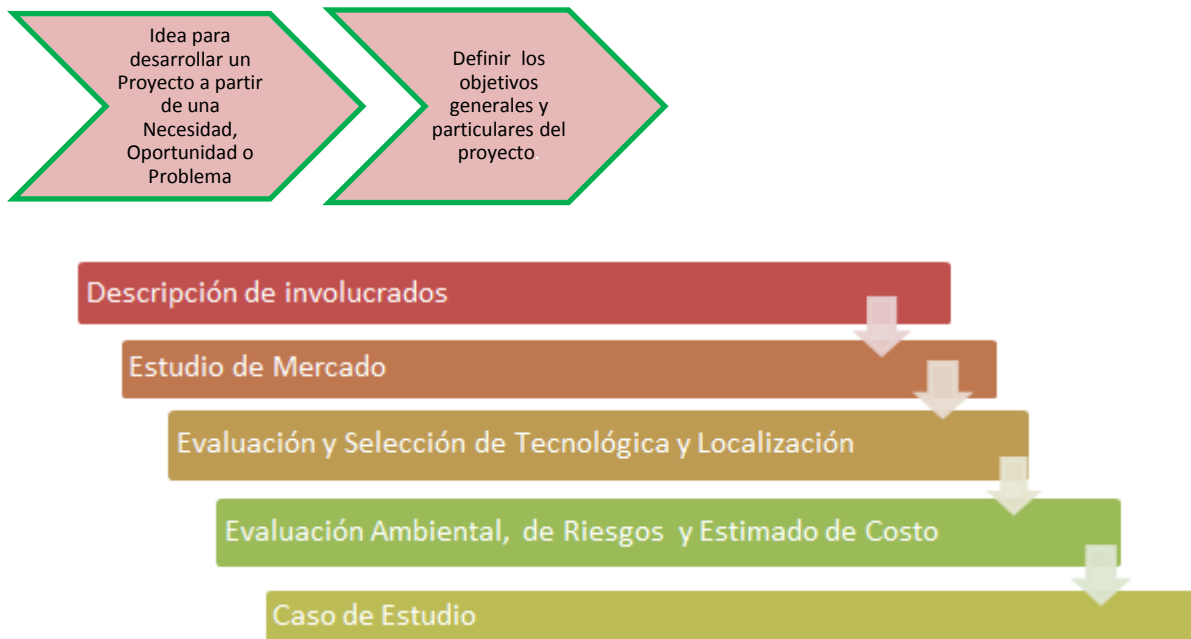 Idea para
desarrollar un
Proyecto a partir
de una
Necesidad,
Oportunidad o
Problema
Definir los
objetivos
generales y
particulares del
proyecto.
Descripción de involucrados
Estudio de Mercado
Evaluación y Selección de Tecnológica y Localización
Evaluación Ambiental, de Riesgos y Estimado de Costo
Caso de Estudio